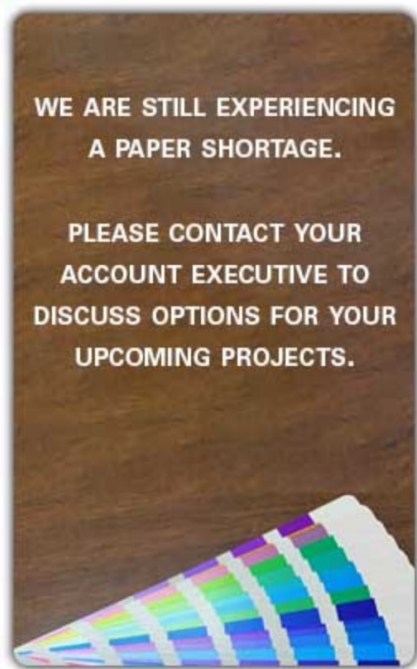 WE ARE STILL EXPERIENCING
A PAPER SHORTAGE.
PLEASE CONTACT YOUR
ACCOUNT EXECUTIVE TO
DISCUSS OPTIONS FOR YOUR
UPCOMING PROJECTS.